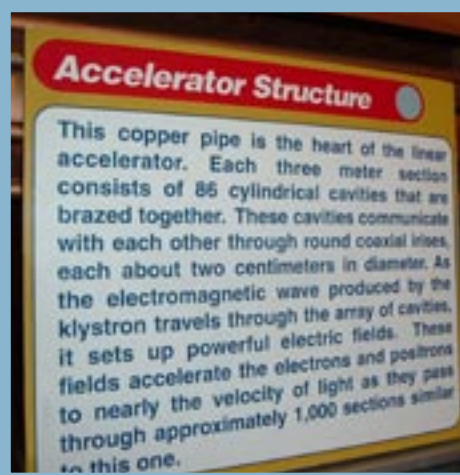 Accelerator Structure
This copper pipe is the heart of the linear
accelerator. Each three meter section
consists of 86 cylindrical cavities that are
brazed together. These cavities communicate
with each other through round coaxial irises,
each about two centimeters in diameter. As
the electromagnetic wave produced by the
klystron travels through the array of cavities,
it sets up powerful electric fields. These
fields accelerate the electrons and positrons
to nearly the velocity of light as they pass
through approximately 1,000 sections similar
to this one.